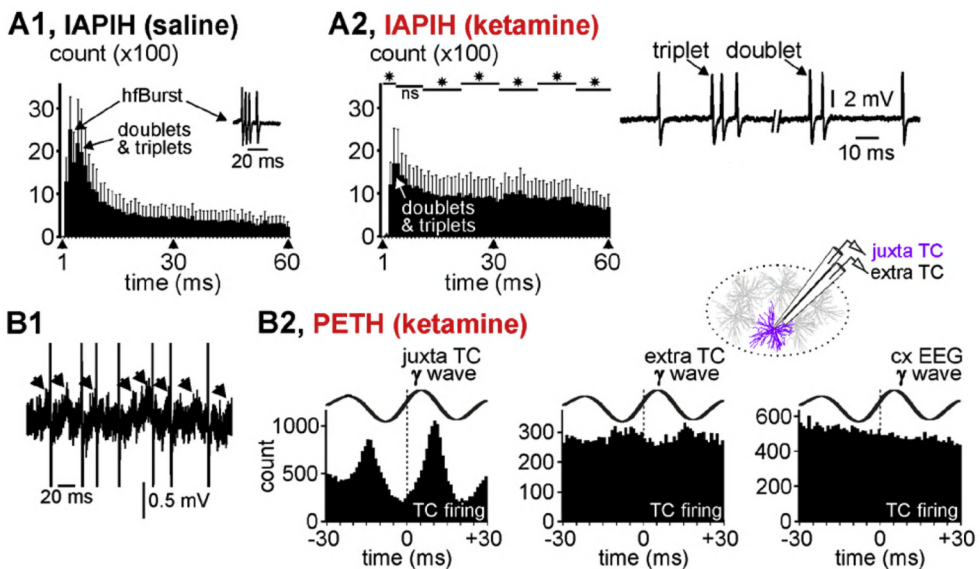 A1, IAPIH (saline)
count (x100)
30
20
10
0
hfBurst
doublets
& triplets
20 ms
1
30
60
time (ms)
A2, IAPIH (ketamine)
count (x100)
* ns * * * * *
30
20
10
0
doublets
& triplets
1
30
60
time (ms)
triplet
doublet
2 mV
10 ms
juxta TC
extra TC
B1
20 ms
0.5 mV
B2, PETH (ketamine)
juxta TC
γ wave
count
1000
500
0
TC firing
-30
0
+30
time (ms)
extra TC
γ wave
300
200
100
0
TC firing
-30
0
+30
time (ms)
cx EEG
γ wave
600
400
200
0
TC firing
-30
0
+30
time (ms)